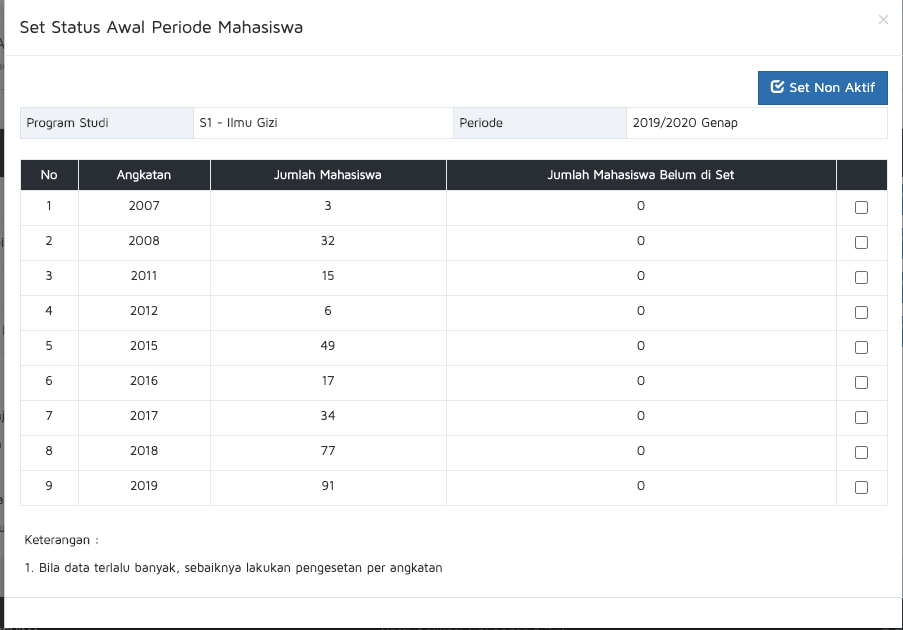 Set Status Awal Periode Mahasiswa
×
Set Non Aktif
Program Studi S1 - Ilmu Gizi Periode 2019/2020 Genap
No Angkatan Jumlah Mahasiswa Jumlah Mahasiswa Belum di Set
1 2007 3 0
2 2008 32 0
3 2011 15 0
4 2012 6 0
5 2015 49 0
6 2016 17 0
7 2017 34 0
8 2018 77 0
9 2019 91 0
Keterangan :
1. Bila data terlalu banyak, sebaiknya lakukan pengesetan per angkatan